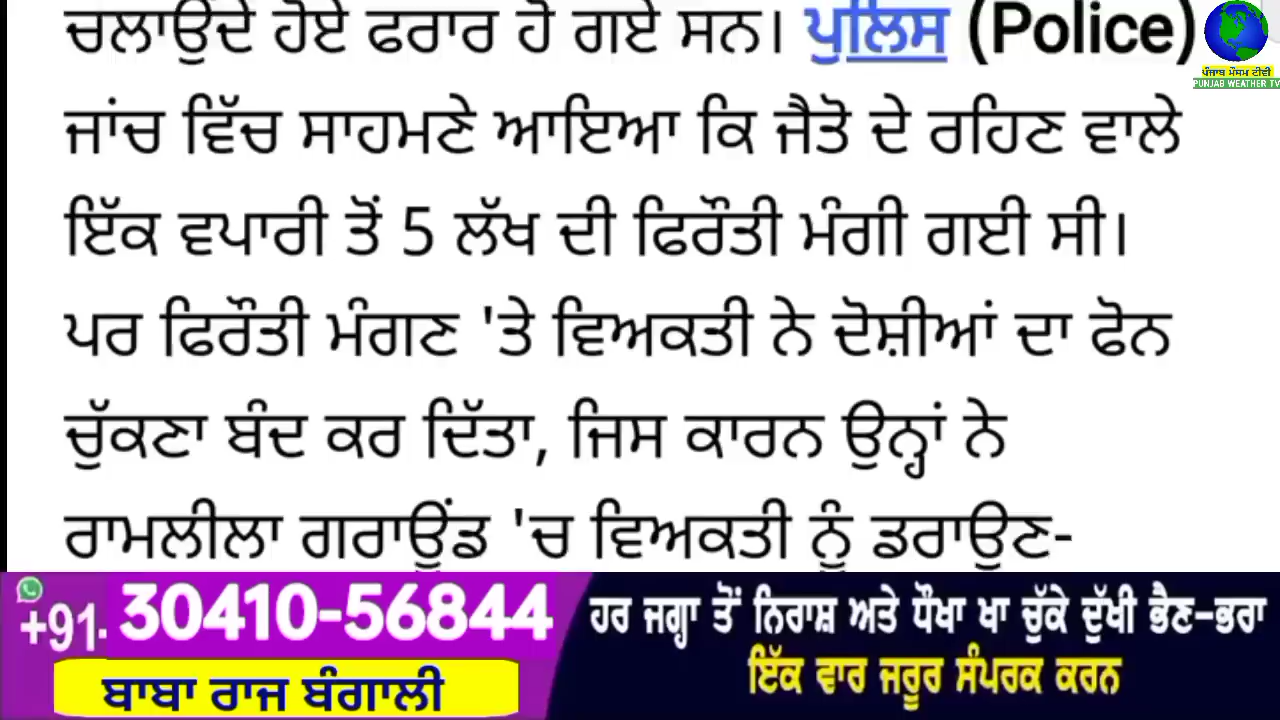 ਚਲਾਉਂਦੇ ਹੋਏ ਫਰਾਰ ਹੋ ਗਏ ਸਨ। ਪੁਲਿਸ (Police)
ਪੰਜਾਬ ਮੌਸਮ ਟੀਵੀ
PUNJAB WEATHER TV
ਜਾਂਚ ਵਿੱਚ ਸਾਹਮਣੇ ਆਇਆ ਕਿ ਜੈਤੋ ਦੇ ਰਹਿਣ ਵਾਲੇ
ਇੱਕ ਵਪਾਰੀ ਤੋਂ 5 ਲੱਖ ਦੀ ਫਿਰੌਤੀ ਮੰਗੀ ਗਈ ਸੀ।
ਪਰ ਫਿਰੌਤੀ ਮੰਗਣ 'ਤੇ ਵਿਅਕਤੀ ਨੇ ਦੋਸ਼ੀਆਂ ਦਾ ਫੋਨ
ਚੁੱਕਣਾ ਬੰਦ ਕਰ ਦਿੱਤਾ, ਜਿਸ ਕਾਰਨ ਉਨ੍ਹਾਂ ਨੇ
ਰਾਮਲੀਲਾ ਗਰਾਊਂਡ 'ਚ ਵਿਅਕਤੀ ਨੂੰ ਡਰਾਉਣ-
+91- 30410-56844
ਬਾਬਾ ਰਾਜ ਬੰਗਾਲੀ
ਹਰ ਜਗ੍ਹਾ ਤੋਂ ਨਿਰਾਸ਼ ਅਤੇ ਧੌਖਾ ਖਾ ਚੁੱਕੇ ਦੁੱਖੀ ਭੈਣ-ਭਰਾ
ਇੱਕ ਵਾਰ ਜਰੂਰ ਸੰਪਰਕ ਕਰਨ